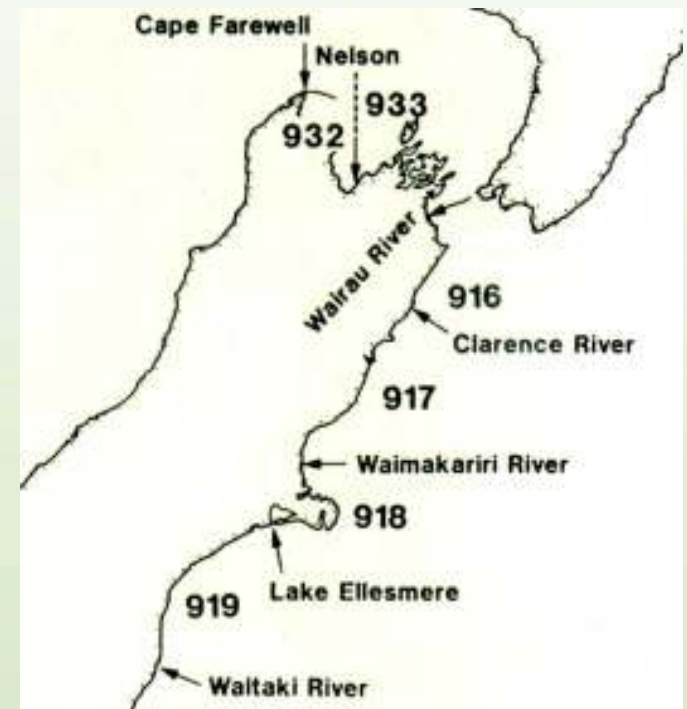 Cape Farewell
Nelson
932
933
Wairau River
916
Clarence River
917
Waimakariri River
918
Lake Ellesmere
919
Waitaki River